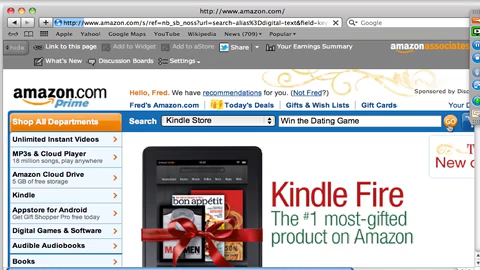 http://www.amazon.com/
http://www.amazon.com/s/ref=nb_sb_noss?url=search-alias%3Ddigital-text&field-key
Google
Apple Yahoo! Google Maps YouTube Wikipedia News Popular
hide Link to this page Add to Widget Add to aStore Share Your Earnings Summary amazonassociates
What's New Discussion Boards Settings
amazon.com
Prime
Hello, Fred. We have recommendations for you. (Not Fred?)
Sponsored by Disc
Fred's Amazon.com Today's Deals Gifts & Wish Lists Gift Cards
Shop All Departments
Search Kindle Store Win the Dating Game GO
Unlimited Instant Videos
MP3s & Cloud Player
18 million songs, play anywhere
Amazon Cloud Drive
5 GB of free storage
Kindle
Appstore for Android
Get Gift Shopper Pro free today
Digital Games & Software
Audible Audiobooks
Books
bon appétit
Kindle Fire
The #1 most-gifted
product on Amazon
New